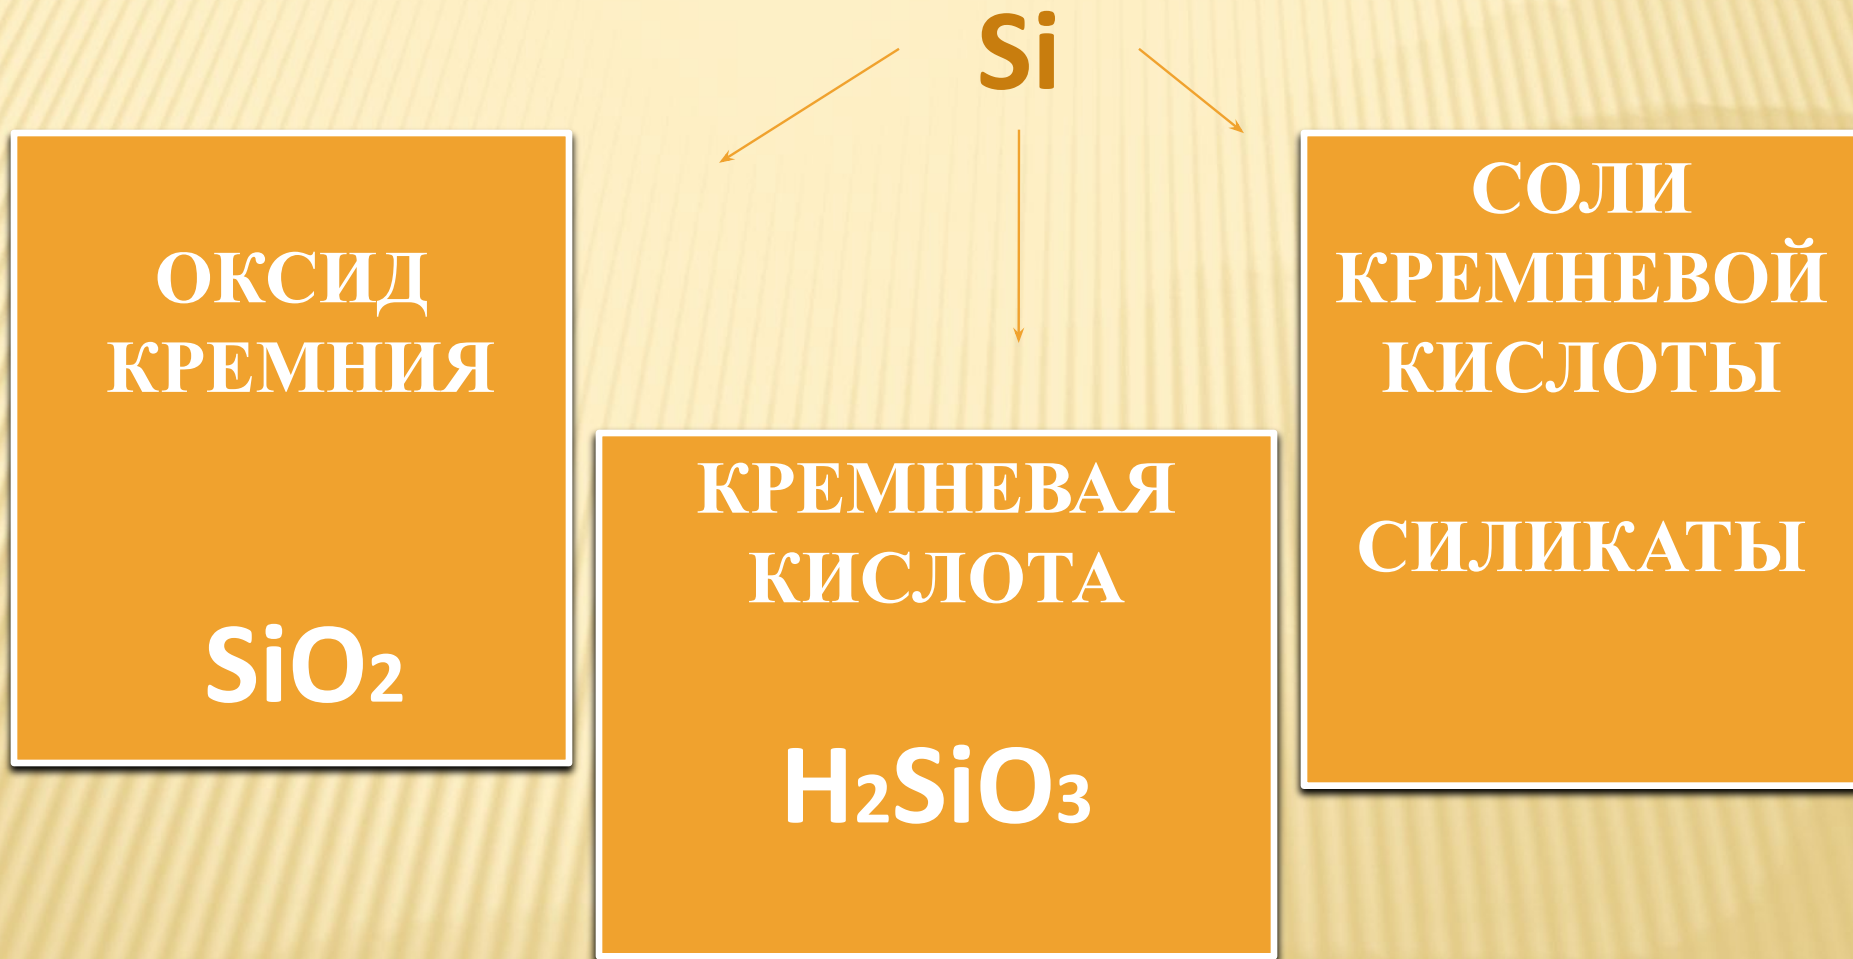 Si
ОКСИД
КРЕМНИЯ
SiO₂
КРЕМНЕВАЯ
КИСЛОТА
H₂SiO₃
СОЛИ
КРЕМНЕВОЙ
КИСЛОТЫ
СИЛИКАТЫ